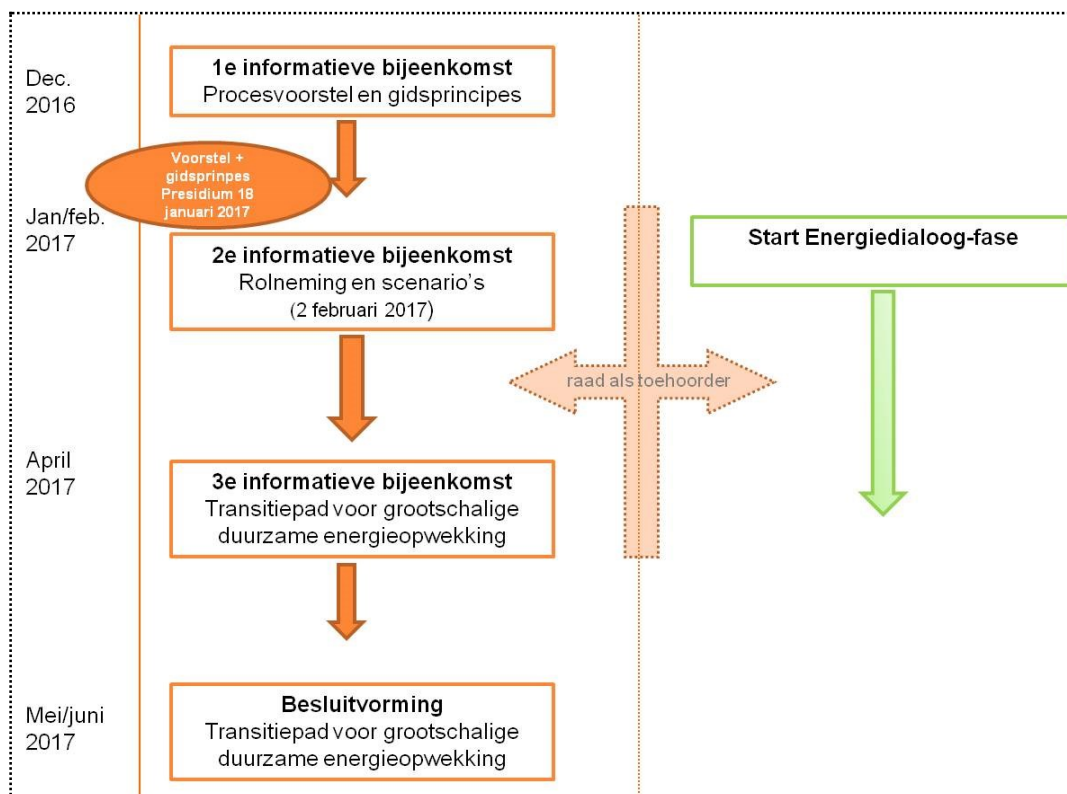 Dec.
2016
1e informatieve bijeenkomst
Procesvoorstel en gidsprincipes
Voorstel +
gidsprinpes
Presidium 18
januari 2017
Jan/feb.
2017
2e informatieve bijeenkomst
Rolneming en scenario's
(2 februari 2017)
Start Energiedialoog-fase
raad als toehoorder
April
2017
3e informatieve bijeenkomst
Transitiepad voor grootschalige
duurzame energieopwekking
Mei/juni
2017
Besluitvorming
Transitiepad voor grootschalige
duurzame energieopwekking